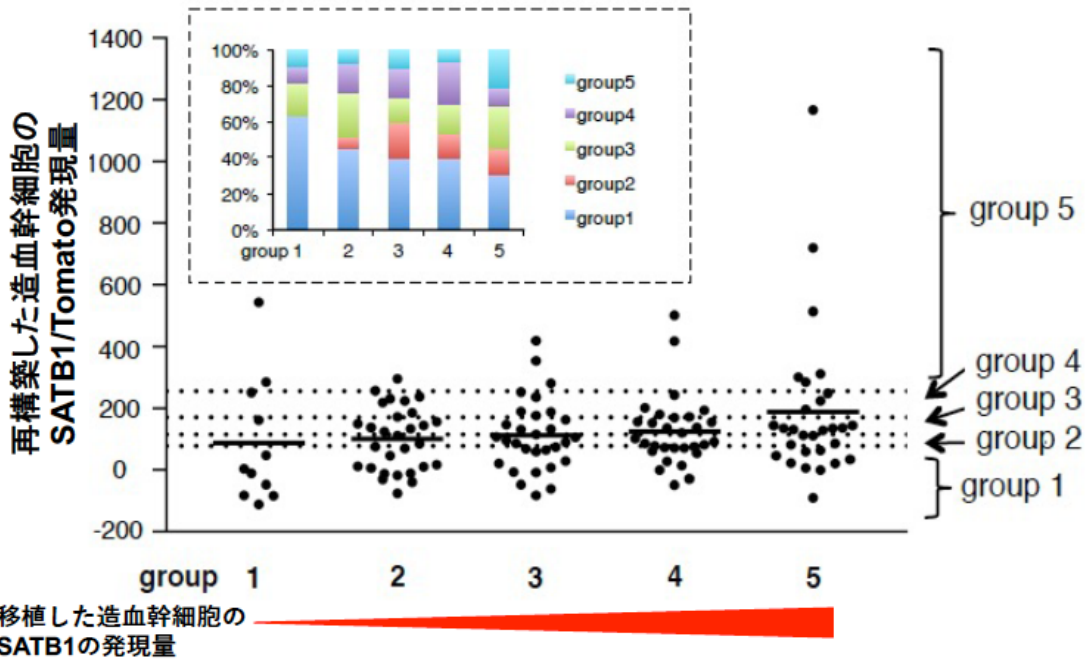 再構築した造血幹細胞の
SATB1/Tomato発現量
1400
1200
1000
800
600
400
200
0
-200
100%
80%
60%
40%
20%
0%
group 1 2 3 4 5
group5
group4
group3
group2
group1
group 5
group 4
group 3
group 2
group 1
group 1 2 3 4 5
移植した造血幹細胞の
SATB1の発現量